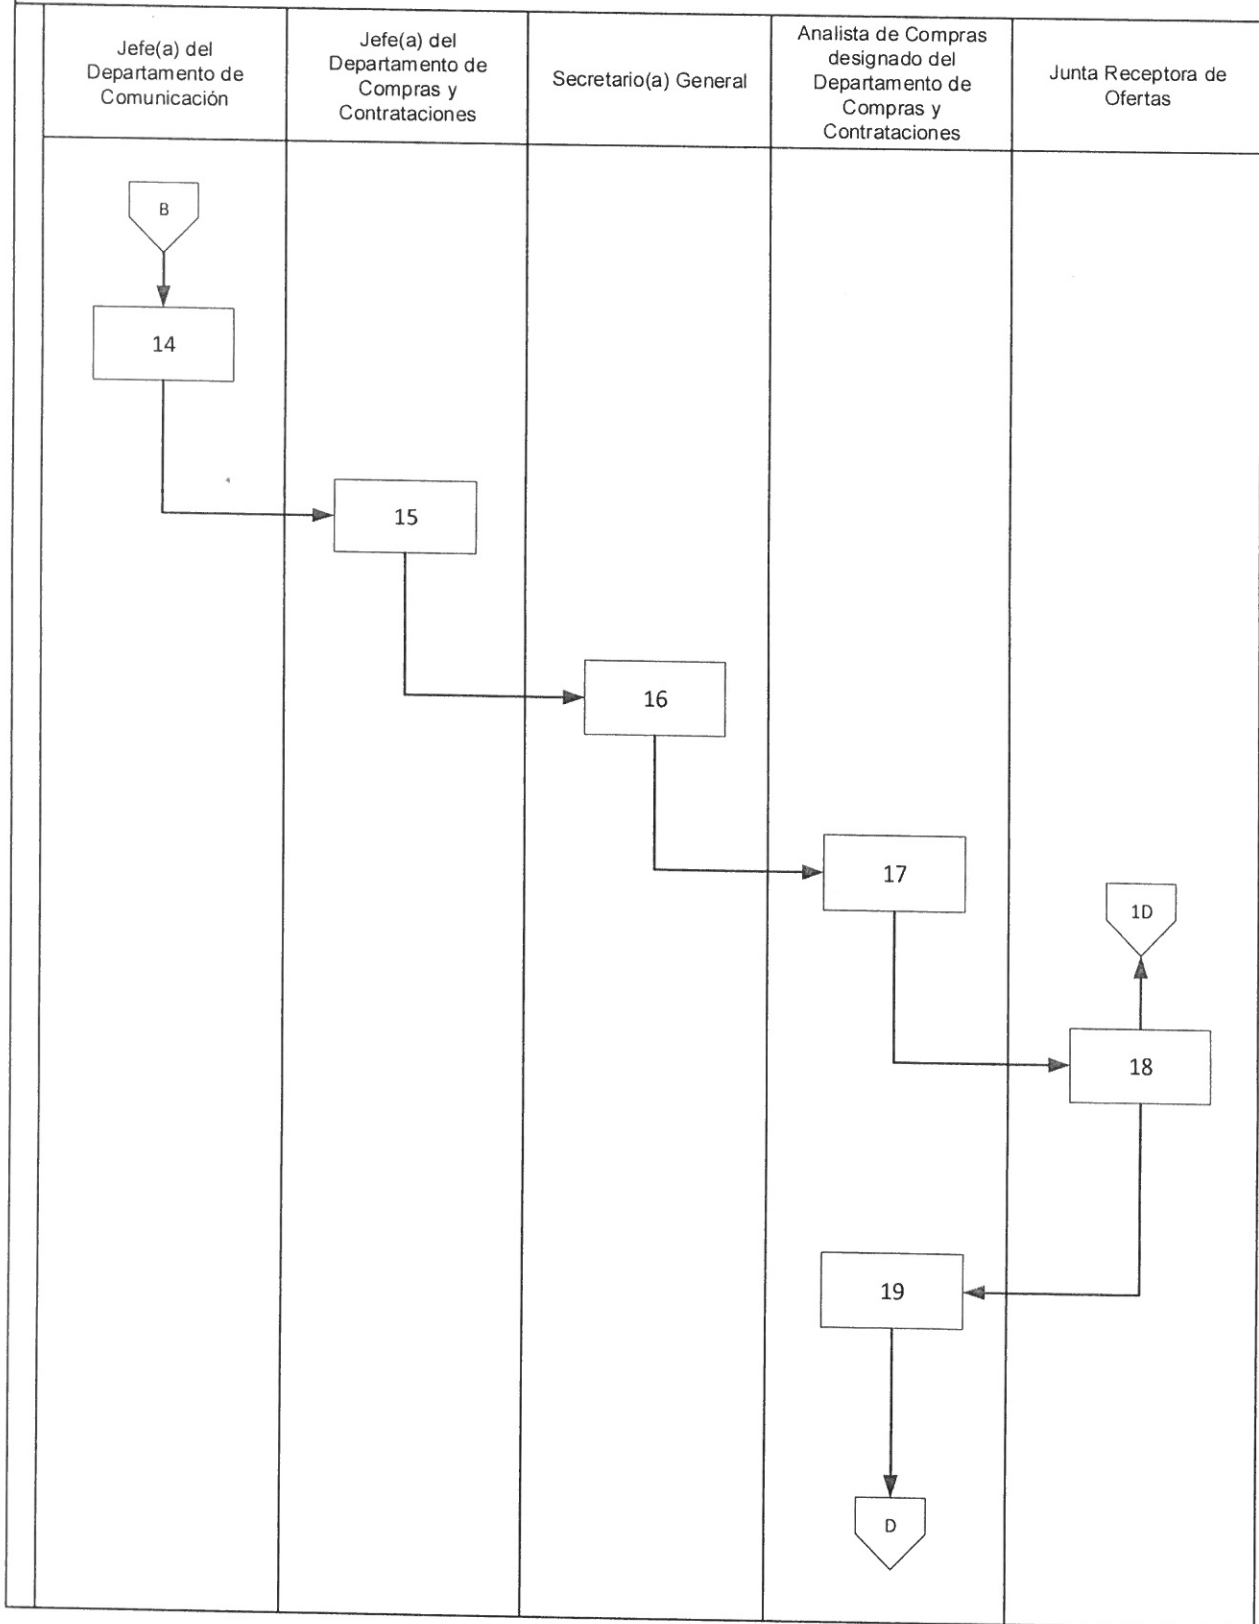 Jefe(a) del
Departamento de
Comunicación
Jefe(a) del
Departamento de
Compras y
Contrataciones
Secretario(a) General
Analista de Compras
designado del
Departamento de
Compras y
Contrataciones
Junta Receptora de
Ofertas
B
14
15
16
17
1D
18
19
D